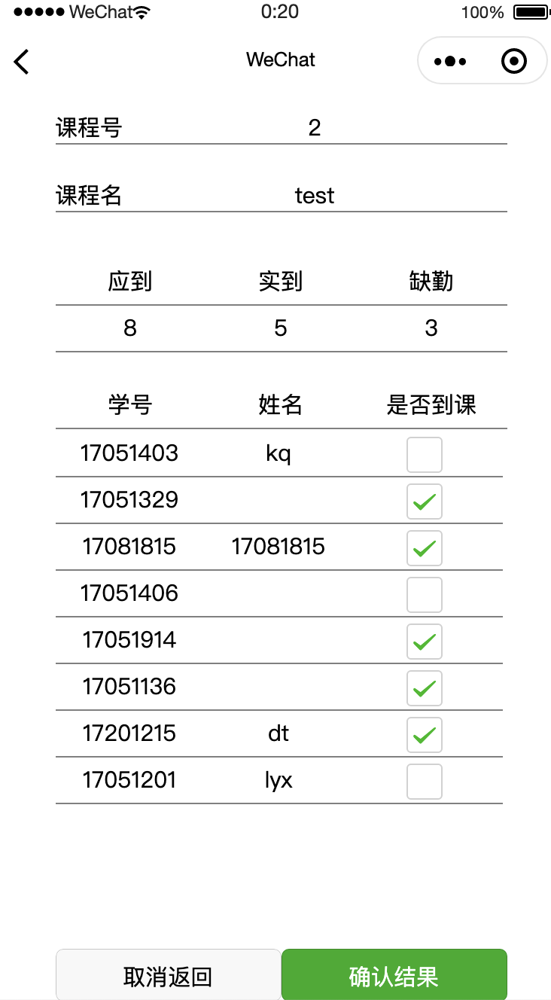 WeChat 0:20 100%
WeChat
课程号 2
课程名 test
应到 实到 缺勤
8 5 3
学号 姓名 是否到课
17051403 kq
17051329
17081815 17081815
17051406
17051914
17051136
17201215 dt
17051201 lyx
取消返回 确认结果